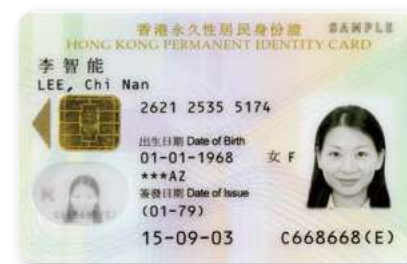 香港永久性居民身份證 SAMPLE
HONG KONG PERMANENT IDENTITY CARD
李智能
LEE, Chi Nan
2621 2535 5174
出生日期 Date of Birth
01-01-1968 女 F
***AZ
簽發日期 Date of Issue
(01-79)
15-09-03 C668668(E)